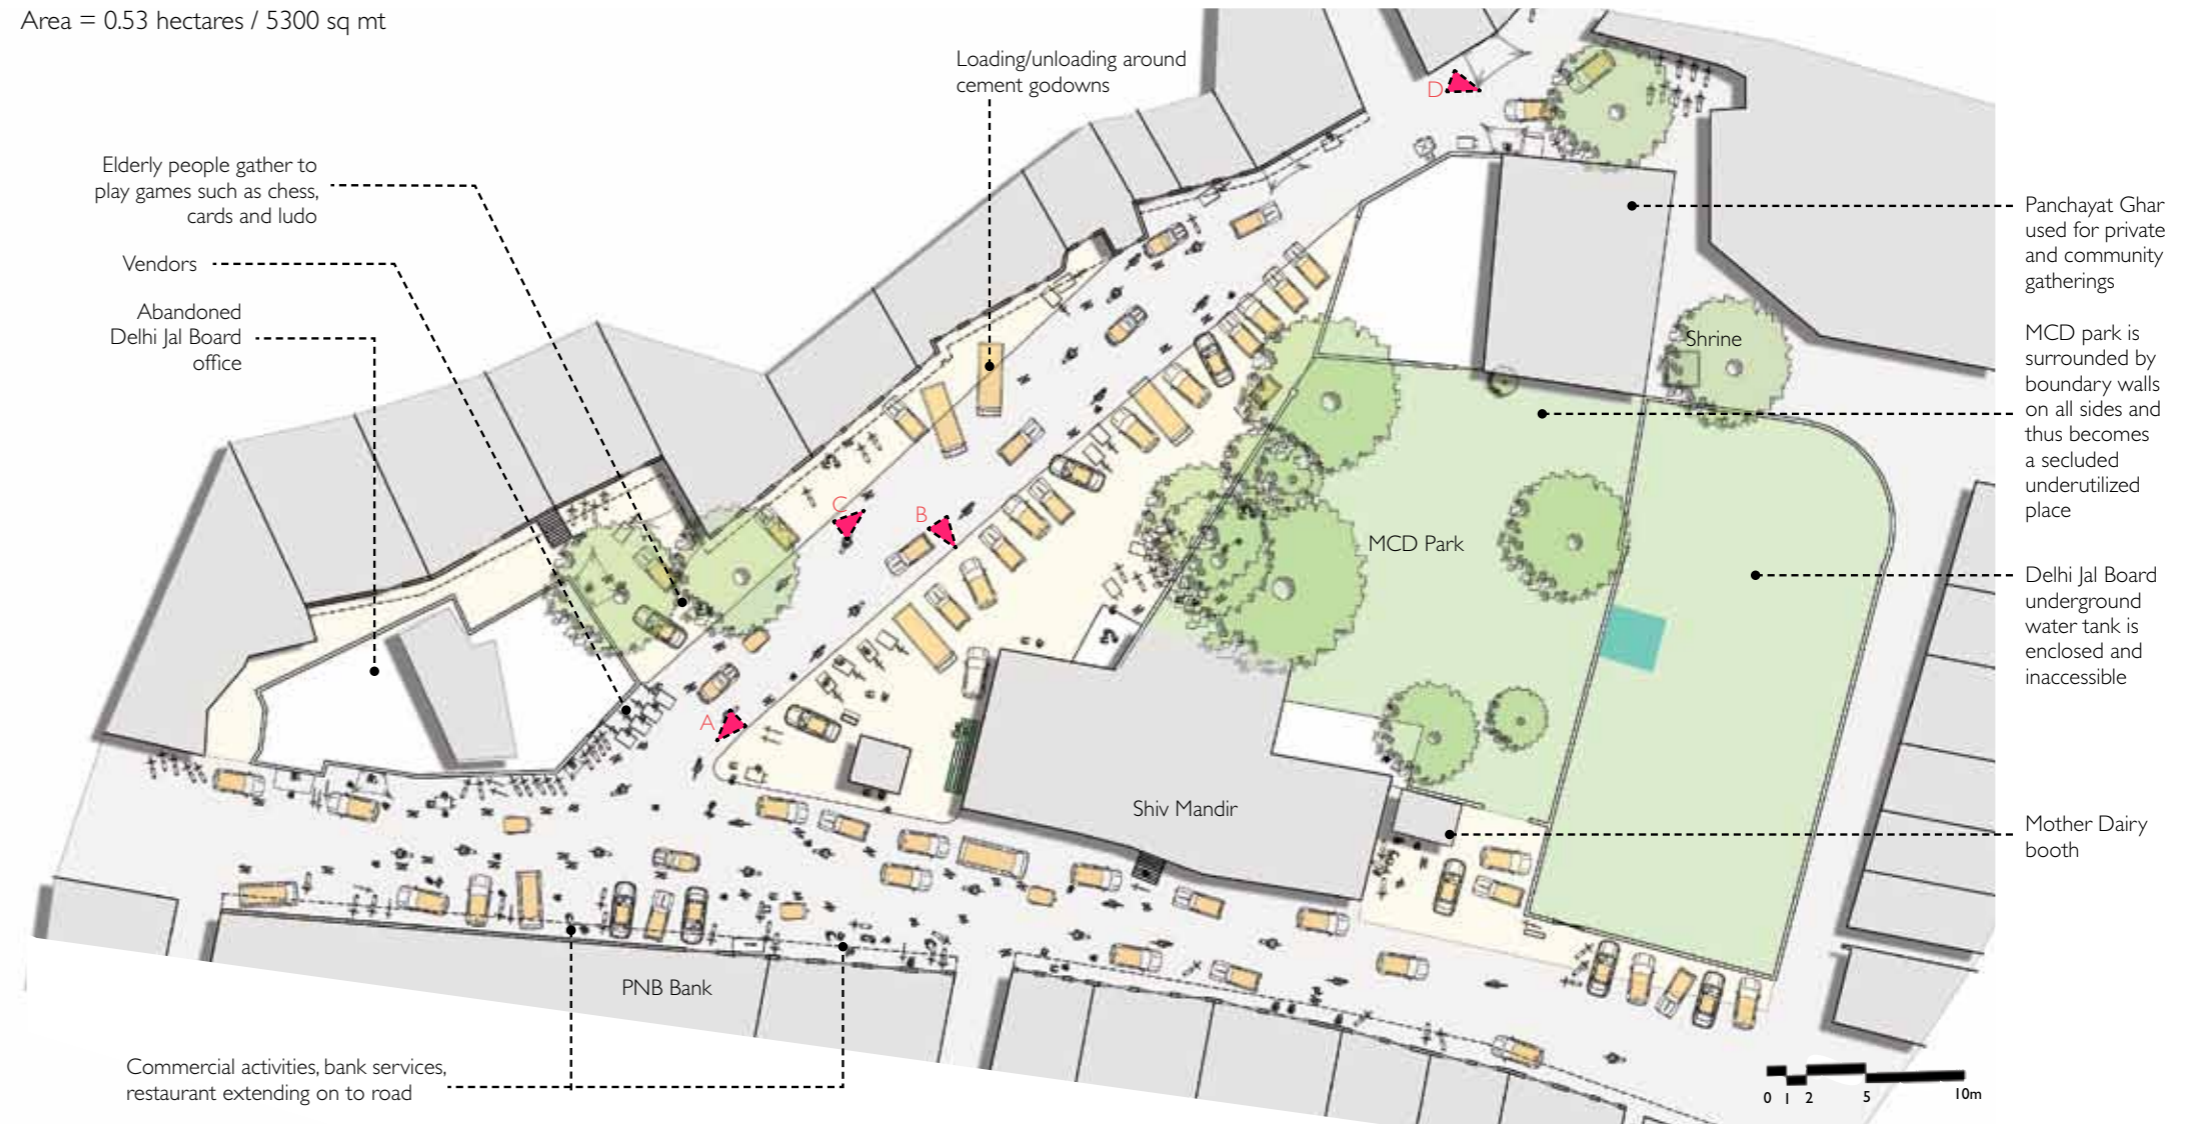 Area = 0.53 hectares / 5300 sq mt
Loading/unloading around
cement godowns
D
Elderly people gather to
play games such as chess,
cards and ludo
Vendors
Abandoned
Delhi Jal Board
office
Panchayat Ghar
used for private
and community
gatherings
Shrine
MCD park is
surrounded by
boundary walls
on all sides and
thus becomes
a secluded
underutilized
place
C
B
MCD Park
Delhi Jal Board
underground
water tank is
enclosed and
inaccessible
A
Shiv Mandir
Mother Dairy
booth
PNB Bank
Commercial activities, bank services,
restaurant extending on to road
0 1 2 5 10m